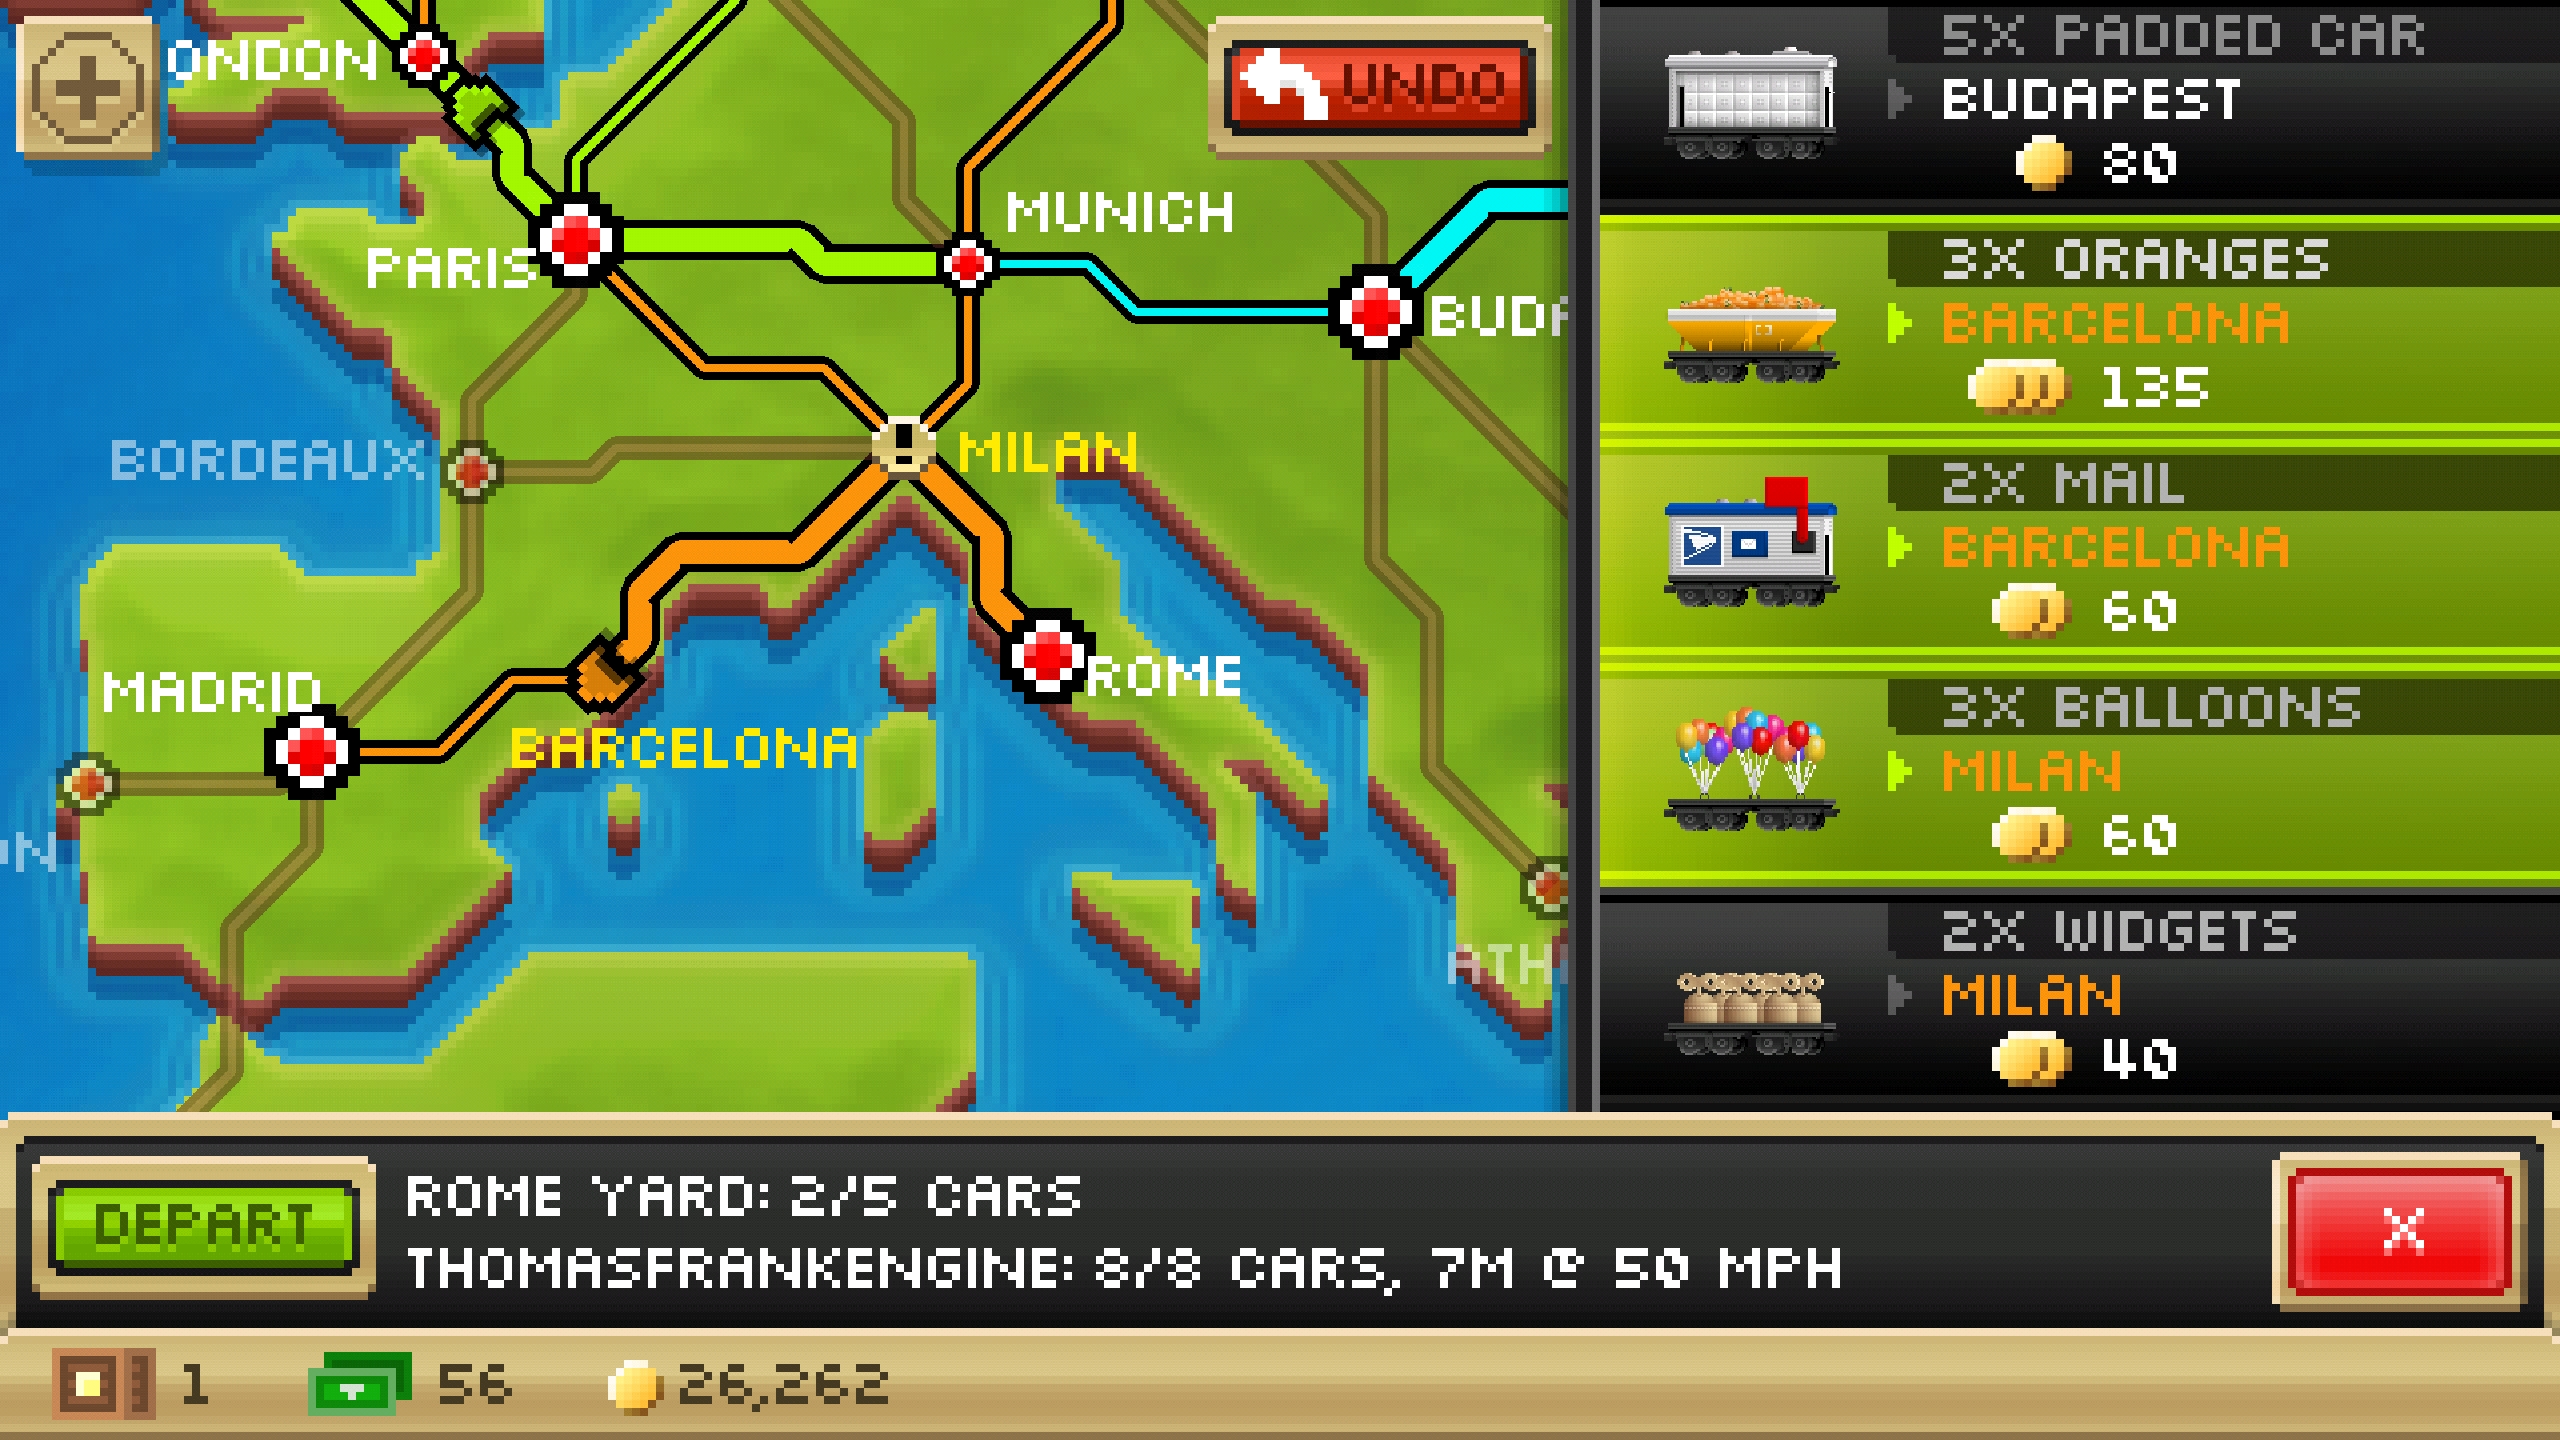 ONDON
UNDO
MUNICH
PARIS
BUDA
BORDEAUX
MILAN
MADRID
ROME
BARCELONA
ON
ATH
5X PADDED CAR
BUDAPEST
80
3X ORANGES
BARCELONA
135
2X MAIL
BARCELONA
60
3X BALLOONS
MILAN
60
2X WIDGETS
MILAN
40
DEPART
ROME YARD: 2/5 CARS
THOMASFRANKENGINE: 8/8 CARS, 7M @ 50 MPH
X
1
56
26,262